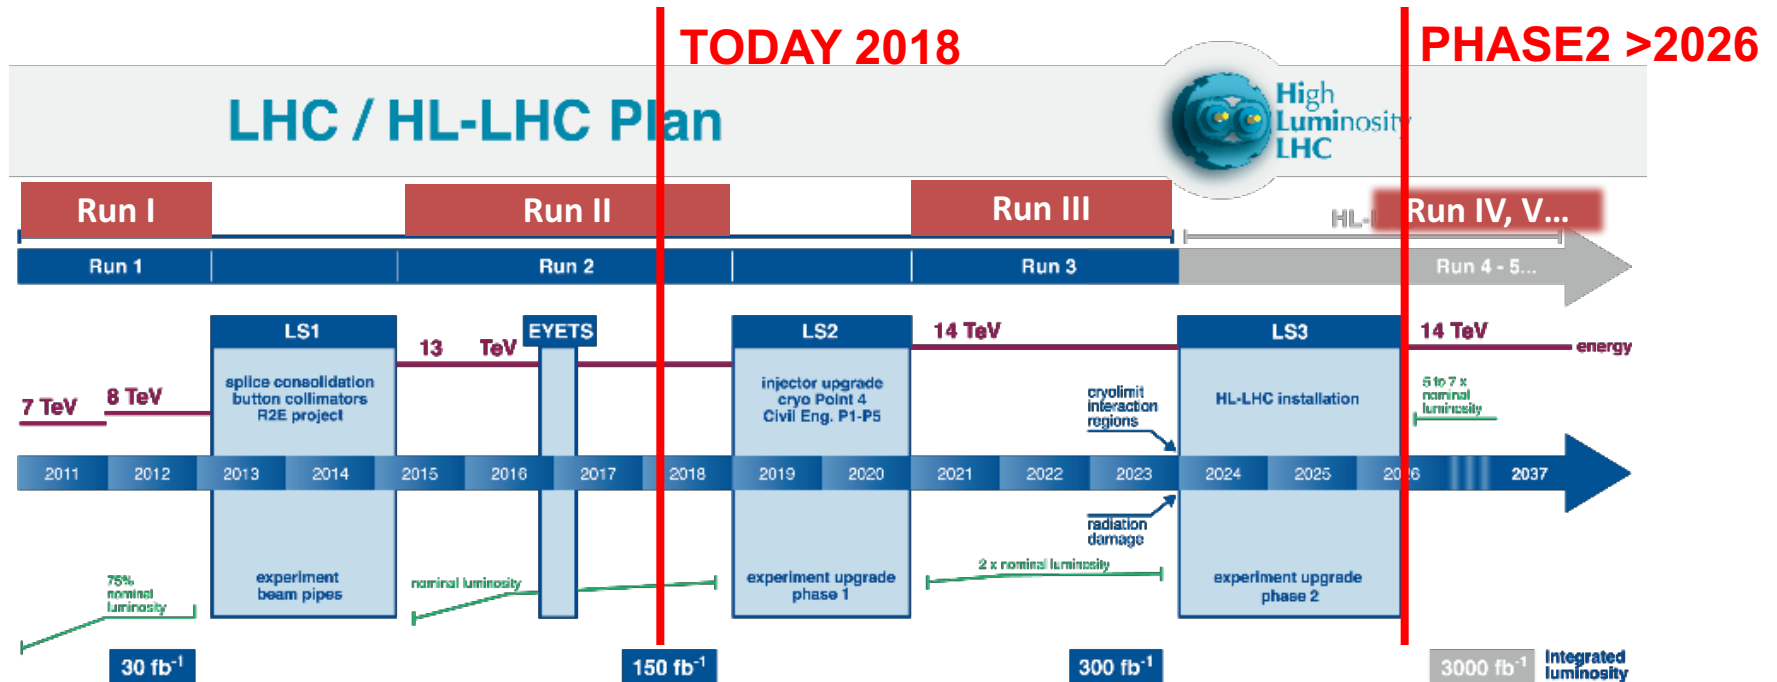 TODAY 2018
PHASE2 >2026
LHC / HL-LHC Plan
High
Luminosity
LHC
Run I
Run II
Run III
HL-
Run IV, V...
Run 1
Run 2
Run 3
Run 4 - 5...
LS1
EYETS
LS2
14 TeV
LS3
14 TeV
energy
13 TeV
splice consolidation
button collimators
R2E project
injector upgrade
cryo Point 4
Civil Eng. P1-P5
cryolimit
interaction
regions
HL-LHC installation
5 to 7 x
nominal
luminosity
7 TeV
8 TeV
2011 2012 2013 2014 2015 2016 2017 2018 2019 2020 2021 2022 2023 2024 2025 2026 2037
radiation
damage
75%
nominal
luminosity
experiment
beam pipes
nominal luminosity
experiment upgrade
phase 1
2 x nominal luminosity
experiment upgrade
phase 2
30 fb⁻¹
150 fb⁻¹
300 fb⁻¹
3000 fb⁻¹
Integrated
luminosity